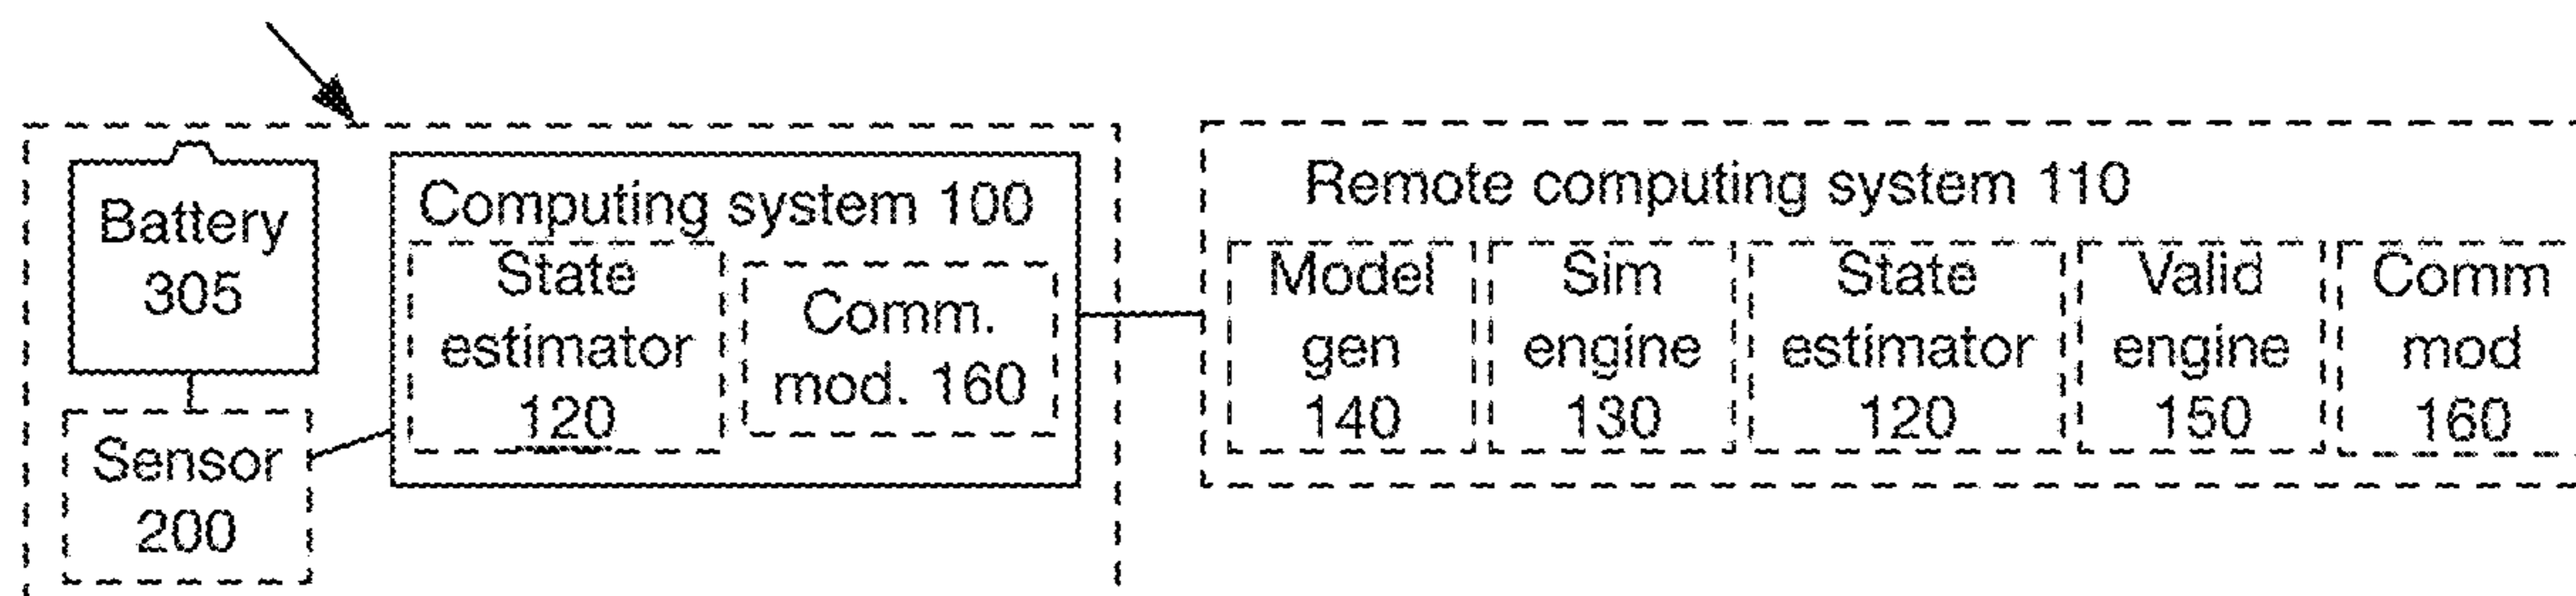 Battery
305
Sensor
200
Computing system 100
State
estimator
120
Comm.
mod. 160
Remote computing system 110
Model
gen
140
Sim
engine
130
State
estimator
120
Valid
engine
150
Comm
mod
160